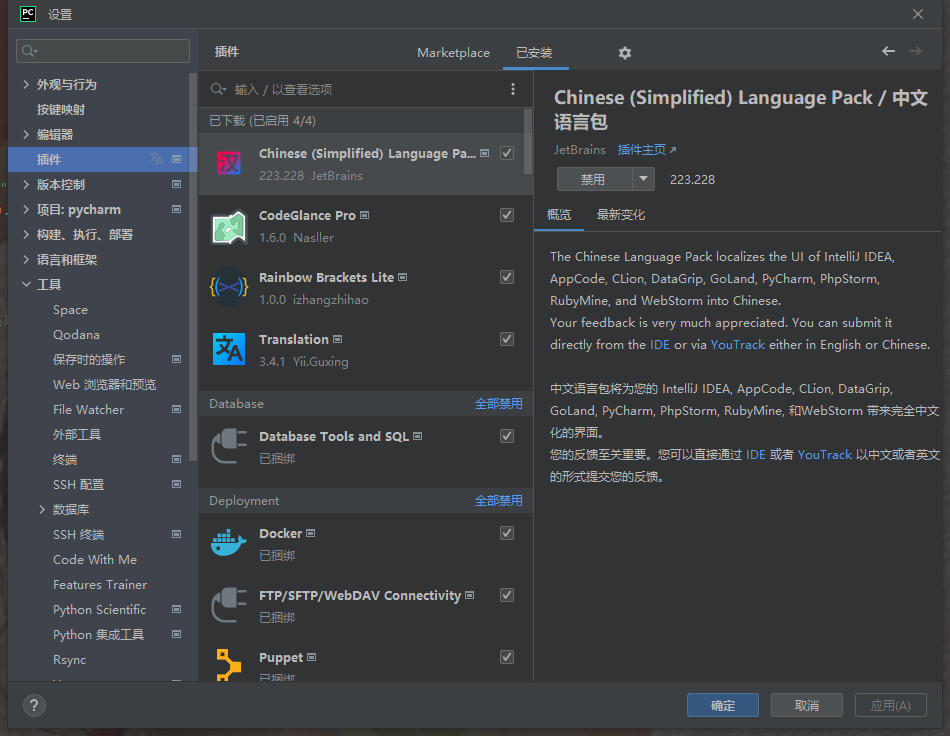 PC 设置
外观与行为
按键映射
编辑器
插件
版本控制
项目: pycharm
构建、执行、部署
语言和框架
工具
Space
Qodana
保存时的操作
Web 浏览器和预览
File Watcher
外部工具
终端
SSH 配置
数据库
SSH 终端
Code With Me
Features Trainer
Python Scientific
Python 集成工具
Rsync
插件 Marketplace 已安装
输入 / 以查看选项
已下载 (已启用 4/4)
Chinese (Simplified) Language Pa...
223.228 JetBrains
CodeGlance Pro
1.6.0 Nasller
Rainbow Brackets Lite
1.0.0 izhangzhihao
Translation
3.4.1 Yii.Guxing
Database 全部禁用
Database Tools and SQL
已捆绑
Deployment 全部禁用
Docker
已捆绑
FTP/SFTP/WebDAV Connectivity
已捆绑
Puppet
已捆绑
Chinese (Simplified) Language Pack / 中文
语言包
JetBrains 插件主页
禁用 223.228
概览 最新变化
The Chinese Language Pack localizes the UI of IntelliJ IDEA,
AppCode, CLion, DataGrip, GoLand, PyCharm, PhpStorm,
RubyMine, and WebStorm into Chinese.
Your feedback is very much appreciated. You can submit it
directly from the IDE or via YouTrack either in English or Chinese.
中文语言包将为您的 IntelliJ IDEA, AppCode, CLion, DataGrip,
GoLand, PyCharm, PhpStorm, RubyMine, 和WebStorm 带来完全中文
化的界面。
您的反馈至关重要。您可以直接通过 IDE 或者 YouTrack 以中文或者英文
的形式提交您的反馈。
? 确定 取消 应用(A)